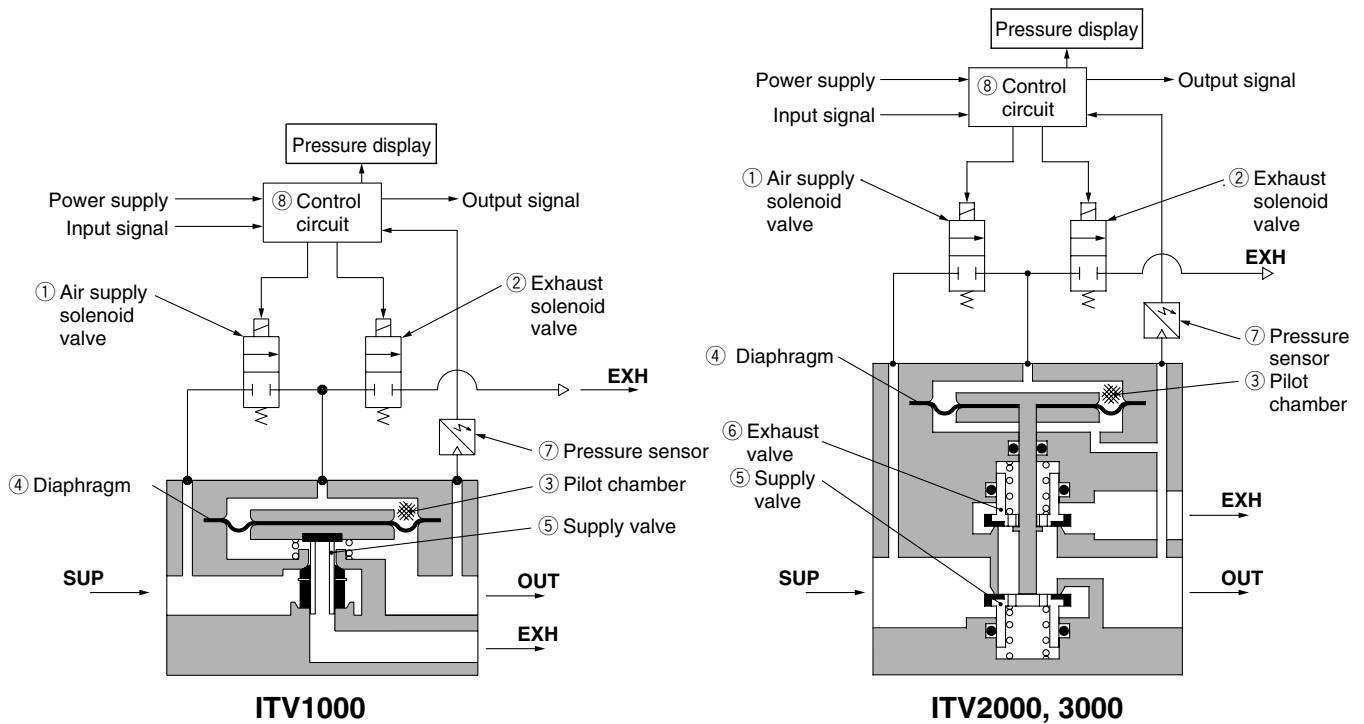 Pressure display
Power supply
Input signal
⑧ Control
circuit
Output signal
① Air supply
solenoid
valve
② Exhaust
solenoid
valve
EXH
⑦ Pressure sensor
④ Diaphragm
③ Pilot chamber
⑤ Supply valve
SUP
OUT
EXH
ITV1000
Pressure display
Power supply
Input signal
⑧ Control
circuit
Output signal
① Air supply
solenoid
valve
② Exhaust
solenoid
valve
EXH
⑦ Pressure
sensor
④ Diaphragm
③ Pilot
chamber
⑥ Exhaust
valve
⑤ Supply
valve
EXH
SUP
OUT
ITV2000, 3000